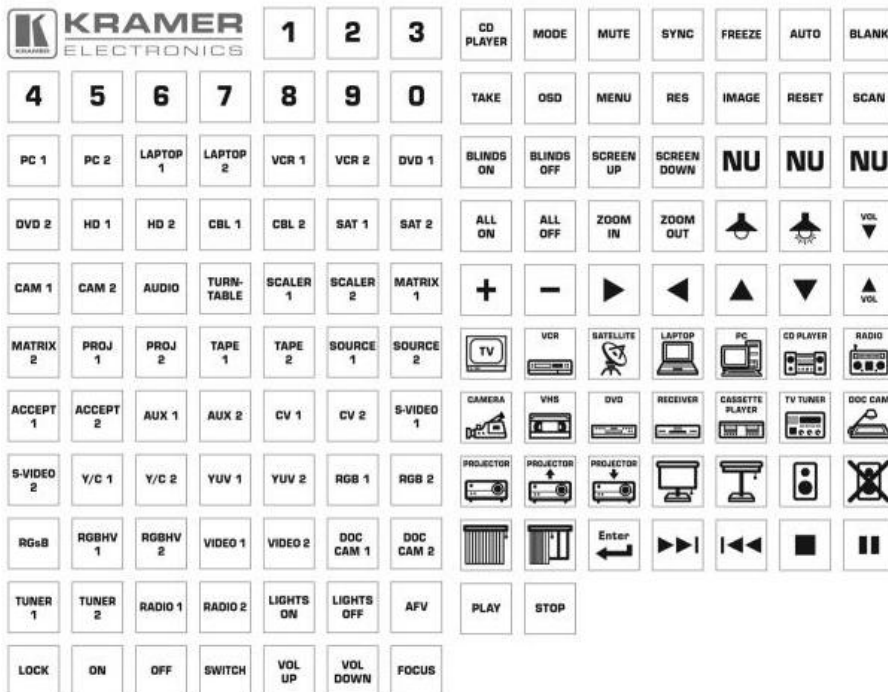 KRAMER
KRAMER
ELECTRONICS
1 2 3
4 5 6 7 8 9 0
PC 1 PC 2 LAPTOP 1 LAPTOP 2 VCR 1 VCR 2 DVD 1
DVD 2 HD 1 HD 2 CBL 1 CBL 2 SAT 1 SAT 2
CAM 1 CAM 2 AUDIO TURN-TABLE SCALER 1 SCALER 2 MATRIX 1
MATRIX 2 PROJ 1 PROJ 2 TAPE 1 TAPE 2 SOURCE 1 SOURCE 2
ACCEPT 1 ACCEPT 2 AUX 1 AUX 2 CV 1 CV 2 S-VIDEO 1
S-VIDEO 2 Y/C 1 Y/C 2 YUV 1 YUV 2 RGB 1 RGB 2
RGsB RGBHV 1 RGBHV 2 VIDEO 1 VIDEO 2 DOC CAM 1 DOC CAM 2
TUNER 1 TUNER 2 RADIO 1 RADIO 2 LIGHTS ON LIGHTS OFF AFV
LOCK ON OFF SWITCH VOL UP VOL DOWN FOCUS
CD PLAYER MODE MUTE SYNC FREEZE AUTO BLANK
TAKE OSD MENU RES IMAGE RESET SCAN
BLINDS ON BLINDS OFF SCREEN UP SCREEN DOWN NU NU NU
ALL ON ALL OFF ZOOM IN ZOOM OUT VOL
+ - VOL
TV VCR SATELLITE LAPTOP PC CD PLAYER RADIO
CAMERA VHS DVD RECEIVER CASSETTE PLAYER TV TUNER DOC CAM
PROJECTOR PROJECTOR PROJECTOR
Enter
PLAY STOP